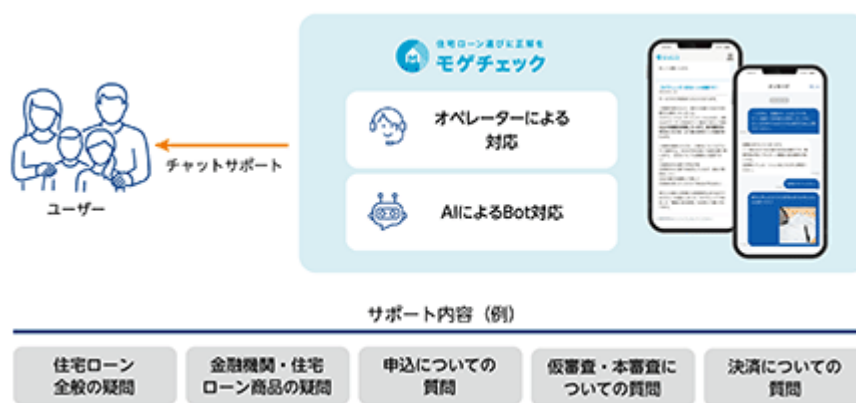 住宅ローン選びに正解を
モゲチェック
オペレーターによる
対応
チャットサポート
ユーザー
AIによるBot対応
サポート内容（例）
住宅ローン
全般の疑問
金融機関・住宅
ローン商品の疑問
申込についての
質問
仮審査・本審査に
ついての質問
決済についての
質問